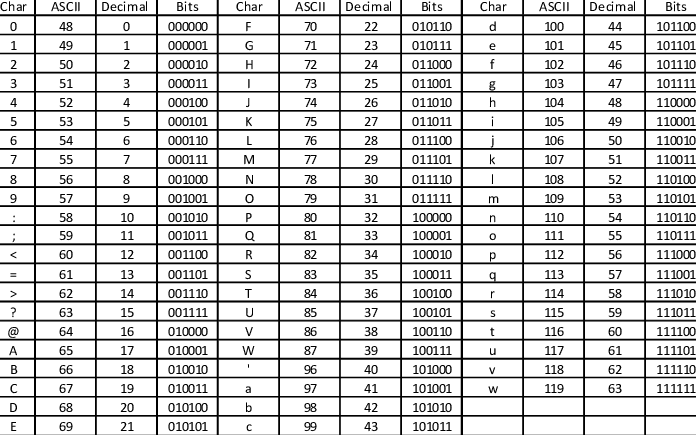 Char ASCII Decimal Bits Char ASCII Decimal Bits Char ASCII Decimal Bits
0 48 0 000000 F 70 22 010110 d 100 44 101100
1 49 1 000001 G 71 23 010111 e 101 45 101101
2 50 2 000010 H 72 24 011000 f 102 46 101110
3 51 3 000011 I 73 25 011001 g 103 47 101111
4 52 4 000100 J 74 26 011010 h 104 48 110000
5 53 5 000101 K 75 27 011011 i 105 49 110001
6 54 6 000110 L 76 28 011100 j 106 50 110010
7 55 7 000111 M 77 29 011101 k 107 51 110011
8 56 8 001000 N 78 30 011110 l 108 52 110100
9 57 9 001001 O 79 31 011111 m 109 53 110101
: 58 10 001010 P 80 32 100000 n 110 54 110110
; 59 11 001011 Q 81 33 100001 o 111 55 110111
< 60 12 001100 R 82 34 100010 p 112 56 111000
= 61 13 001101 S 83 35 100011 q 113 57 111001
> 62 14 001110 T 84 36 100100 r 114 58 111010
? 63 15 001111 U 85 37 100101 s 115 59 111011
@ 64 16 010000 V 86 38 100110 t 116 60 111100
A 65 17 010001 W 87 39 100111 u 117 61 111101
B 66 18 010010 ' 96 40 101000 v 118 62 111110
C 67 19 010011 a 97 41 101001 w 119 63 111111
D 68 20 010100 b 98 42 101010
E 69 21 010101 c 99 43 101011